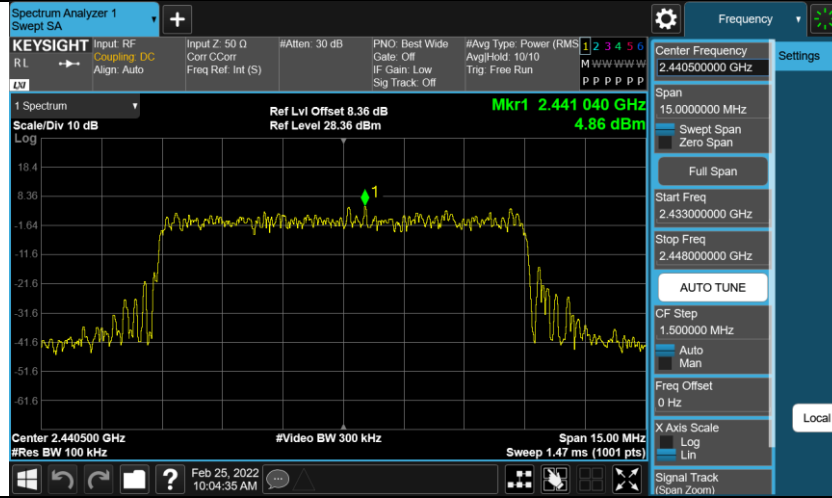 Spectrum Analyzer 1
Swept SA
+
Frequency
KEYSIGHT
RL
LXI
Input: RF
Coupling: DC
Align: Auto
Input Z: 50 Ω
Corr CCorr
Freq Ref: Int (S)
#Atten: 30 dB
PNO: Best Wide
Gate: Off
IF Gain: Low
Sig Track: Off
#Avg Type: Power (RMS
Avg|Hold: 10/10
Trig: Free Run
1 2 3 4 5 6
M W W W W W
P P P P P P
1 Spectrum
Scale/Div 10 dB
Log
Ref Lvl Offset 8.36 dB
Ref Level 28.36 dBm
Mkr1 2.441 040 GHz
4.86 dBm
18.4
8.36
-1.64
-11.6
-21.6
-31.6
-41.6
-51.6
-61.6
1
Center 2.440500 GHz
#Res BW 100 kHz
#Video BW 300 kHz
Span 15.00 MHz
Sweep 1.47 ms (1001 pts)
?
Feb 25, 2022
10:04:35 AM
Center Frequency
2.440500000 GHz
Span
15.0000000 MHz
Swept Span
Zero Span
Full Span
Start Freq
2.433000000 GHz
Stop Freq
2.448000000 GHz
AUTO TUNE
CF Step
1.500000 MHz
Auto
Man
Freq Offset
0 Hz
X Axis Scale
Log
Lin
Signal Track
(Span Zoom)
Settings
Local